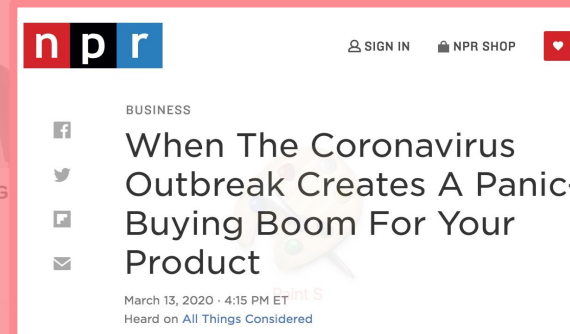 npr
SIGN IN
NPR SHOP
BUSINESS
When The Coronavirus
Outbreak Creates A Panic-
Buying Boom For Your
Product
Paint S
March 13, 2020 · 4:15 PM ET
Heard on All Things Considered
G